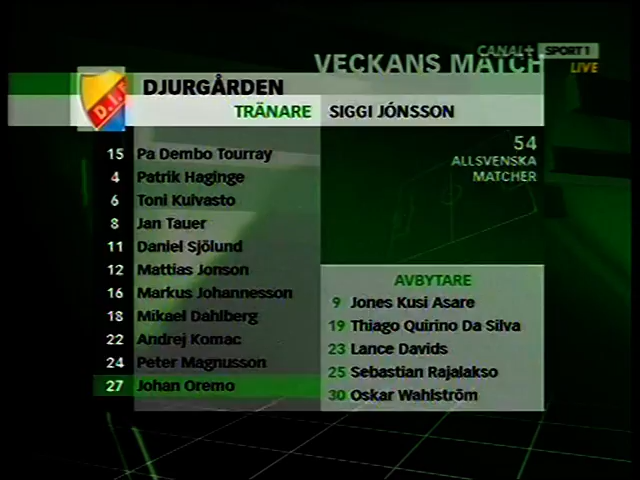 CANAL+ SPORT 1
VECKANS MATCH
LIVE
D.I.F
DJURGÅRDEN
TRÄNARE SIGGI JÓNSSON
54
ALLSVENSKA
MATCHER
15 Pa Dembo Tourray
4 Patrik Haginge
6 Toni Kuivasto
8 Jan Tauer
11 Daniel Sjölund
12 Mattias Jonson
16 Markus Johannesson
18 Mikael Dahlberg
22 Andrej Komac
24 Peter Magnusson
27 Johan Oremo
AVBYTARE
9 Jones Kusi Asare
19 Thiago Quirino Da Silva
23 Lance Davids
25 Sebastian Rajalakso
30 Oskar Wahlström